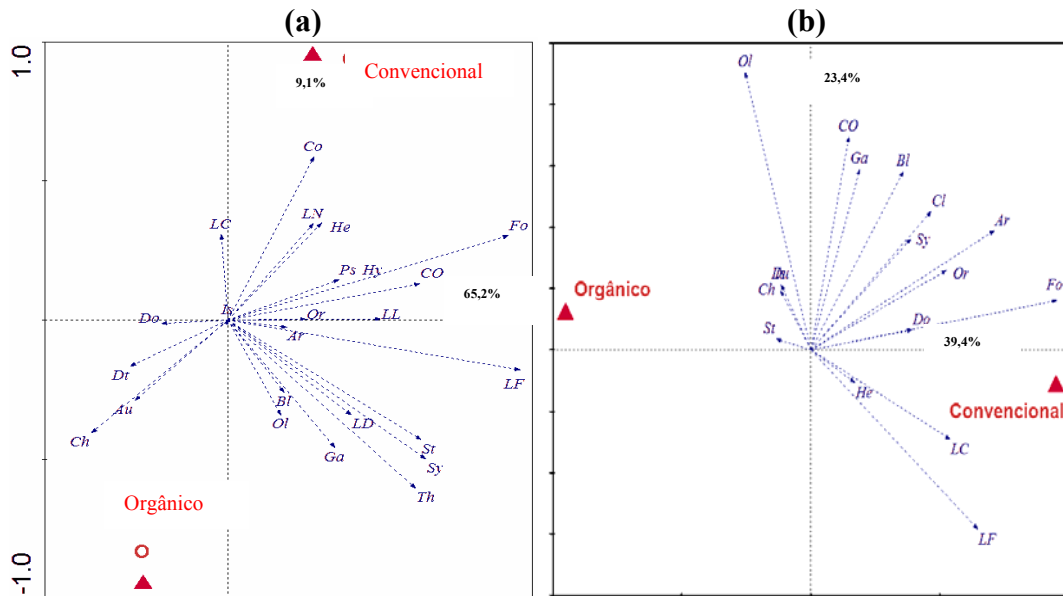 (a)
(b)
1.0
-1.0
Convencional
9,1%
Co
LN
He
LC
Fo
Ps
Hy
CO
65,2%
Is
Do
Or
LL
Ar
Dt
Au
Ch
LF
Bl
Ol
LD
Ga
St
Sy
Th
Orgânico
Ol
23,4%
CO
Ga
Bl
Cl
Ar
Sy
Or
Fo
Ch
Orgânico
St
Do
39,4%
He
Convencional
LC
LF